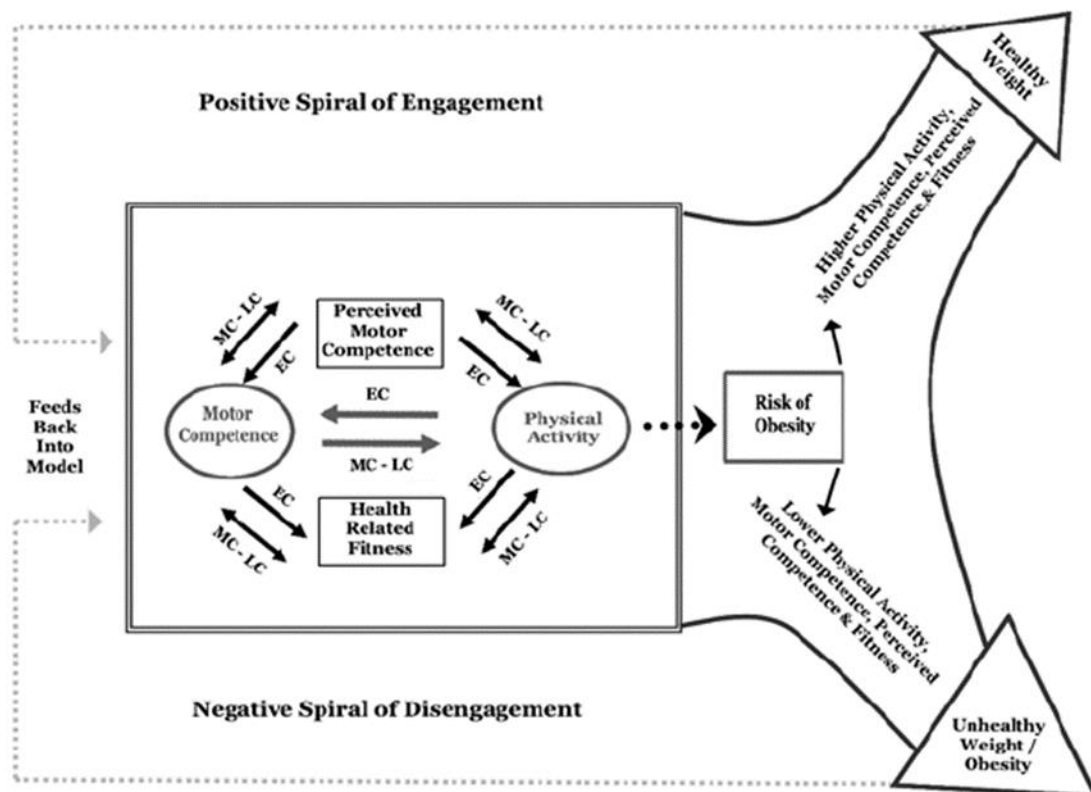 Healthy
Weight
Positive Spiral of Engagement
Higher Physical Activity,
Motor Competence, Perceived
Competence & Fitness
MC - LC
EC
Perceived
Motor
Competence
MC - LC
EC
EC
Motor
Competence
Physical
Activity
Risk of
Obesity
MC - LC
Feeds
Back
Into
Model
EC
MC - LC
Health
Related
Fitness
EC
MC - LC
Lower Physical Activity,
Motor Competence, Perceived
Competence & Fitness
Negative Spiral of Disengagement
Unhealthy
Weight /
Obesity